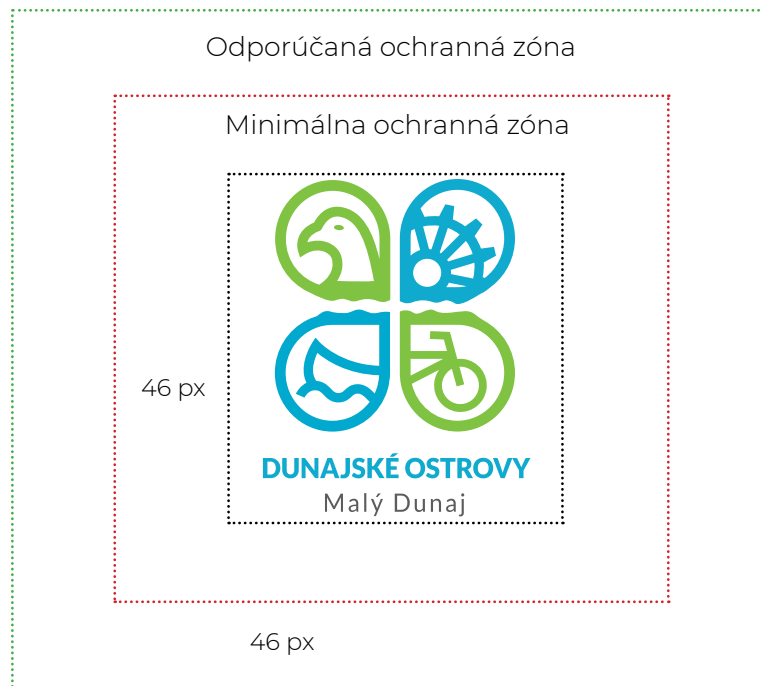 Odporúčaná ochranná zóna
Minimálna ochranná zóna
46 px
DUNAJSKÉ OSTROVY
Malý Dunaj
46 px